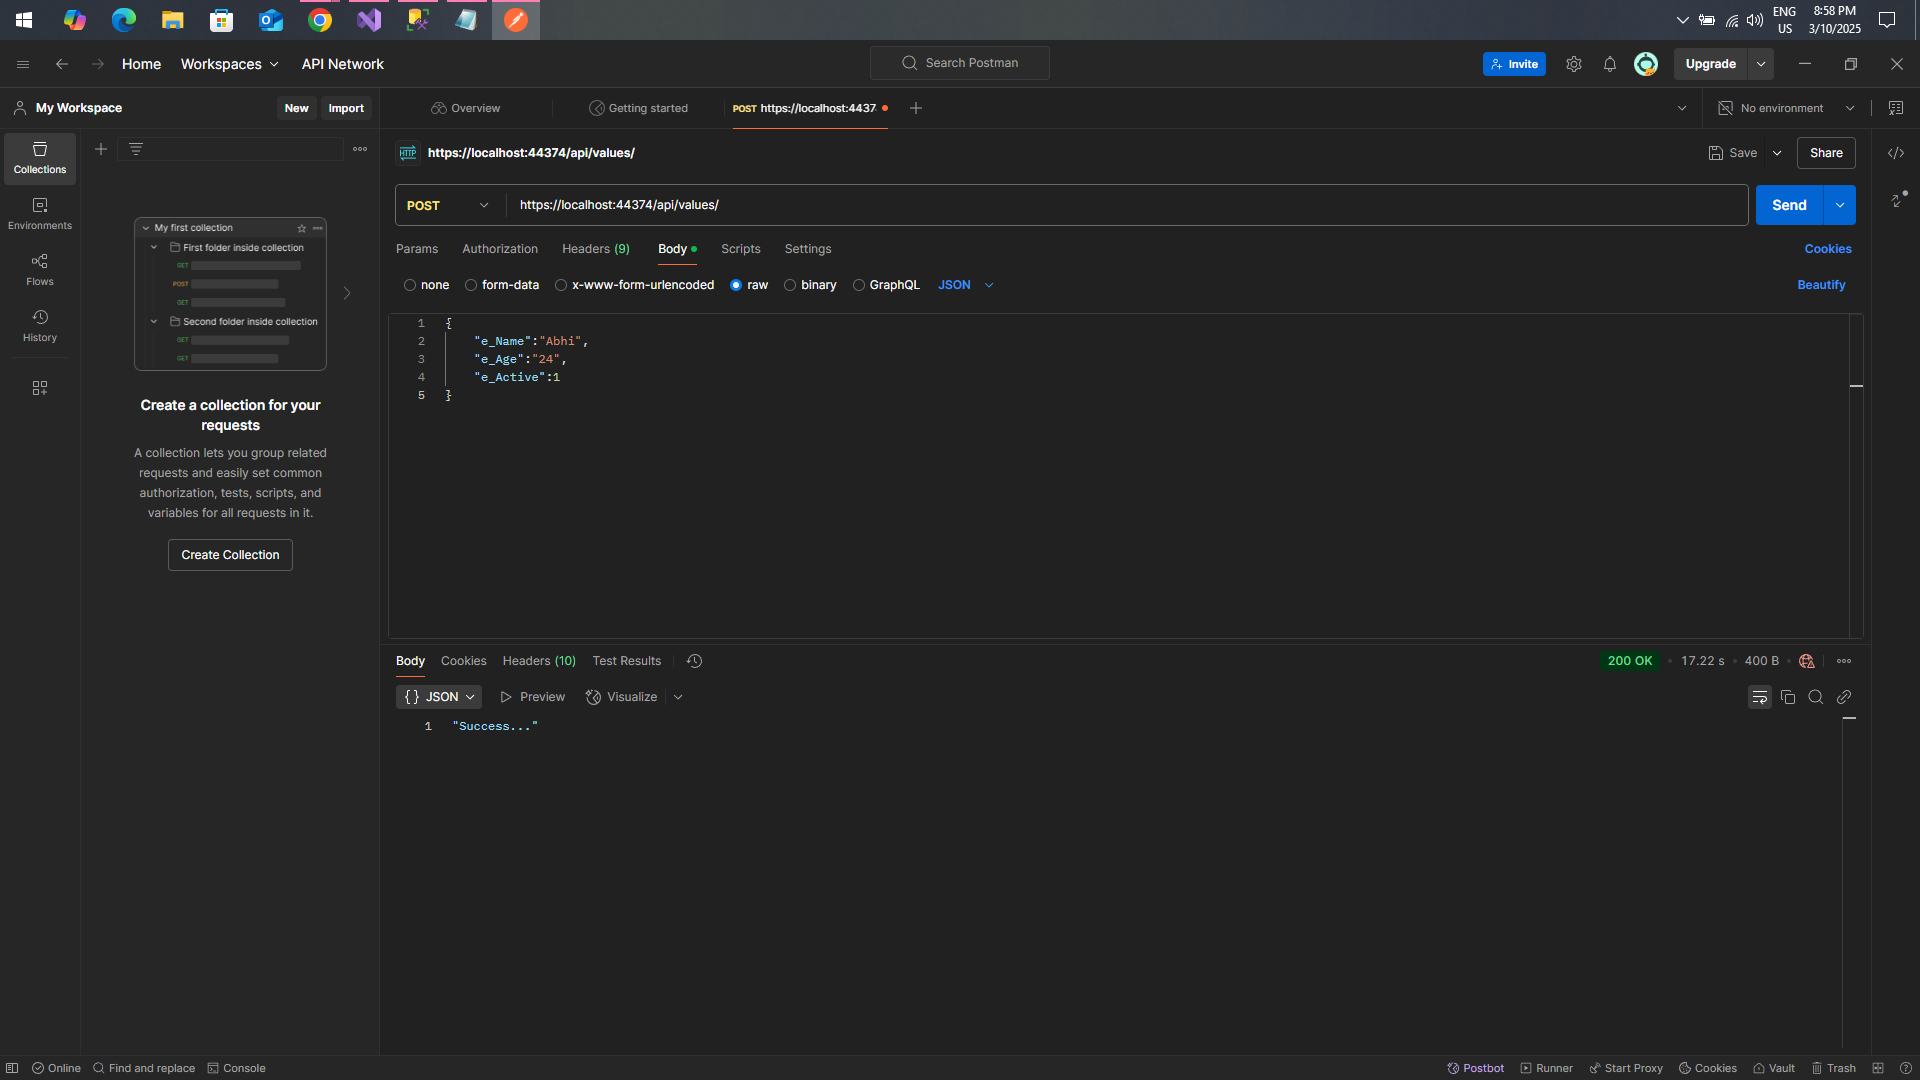 ENG
US
8:58 PM
3/10/2025
Home
Workspaces
API Network
Search Postman
Invite
Upgrade
My Workspace
New
Import
Overview
Getting started
POST https://localhost:4437
No environment
Collections
Environments
Flows
History
My first collection
First folder inside collection
GET
POST
GET
Second folder inside collection
GET
GET
Create a collection for your
requests
A collection lets you group related
requests and easily set common
authorization, tests, scripts, and
variables for all requests in it.
Create Collection
HTTP https://localhost:44374/api/values/
Save
Share
POST
https://localhost:44374/api/values/
Send
Params Authorization Headers (9) Body Scripts Settings
Cookies
none form-data x-www-form-urlencoded raw binary GraphQL JSON
Beautify
1 {
2 "e_Name":"Abhi",
3 "e_Age":"24",
4 "e_Active":1
5 }
Body Cookies Headers (10) Test Results
200 OK • 17.22 s • 400 B •
{} JSON Preview Visualize
1 "Success..."
Online Find and replace Console
Postbot Runner Start Proxy Cookies Vault Trash